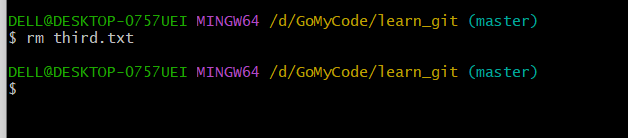 DELL@DESKTOP-0757UEI MINGW64 /d/GoMyCode/learn_git (master)
$ rm third.txt
DELL@DESKTOP-0757UEI MINGW64 /d/GoMyCode/learn_git (master)
$